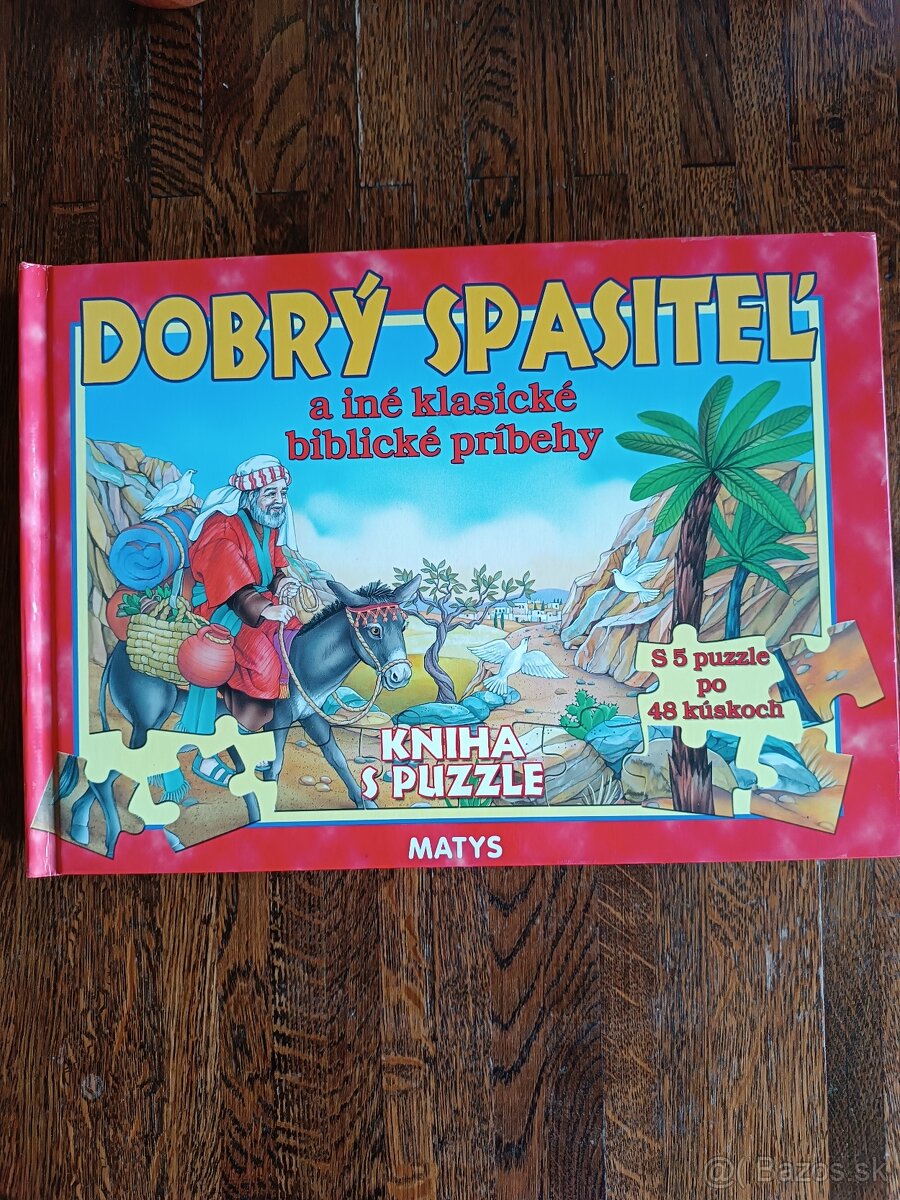 DOBRÝ SPASITEĽ
a iné klasické
biblické príbehy
S 5 puzzle
po
48 kúskoch
KNIHA
S PUZZLE
MATYS
@( Bazos.sk